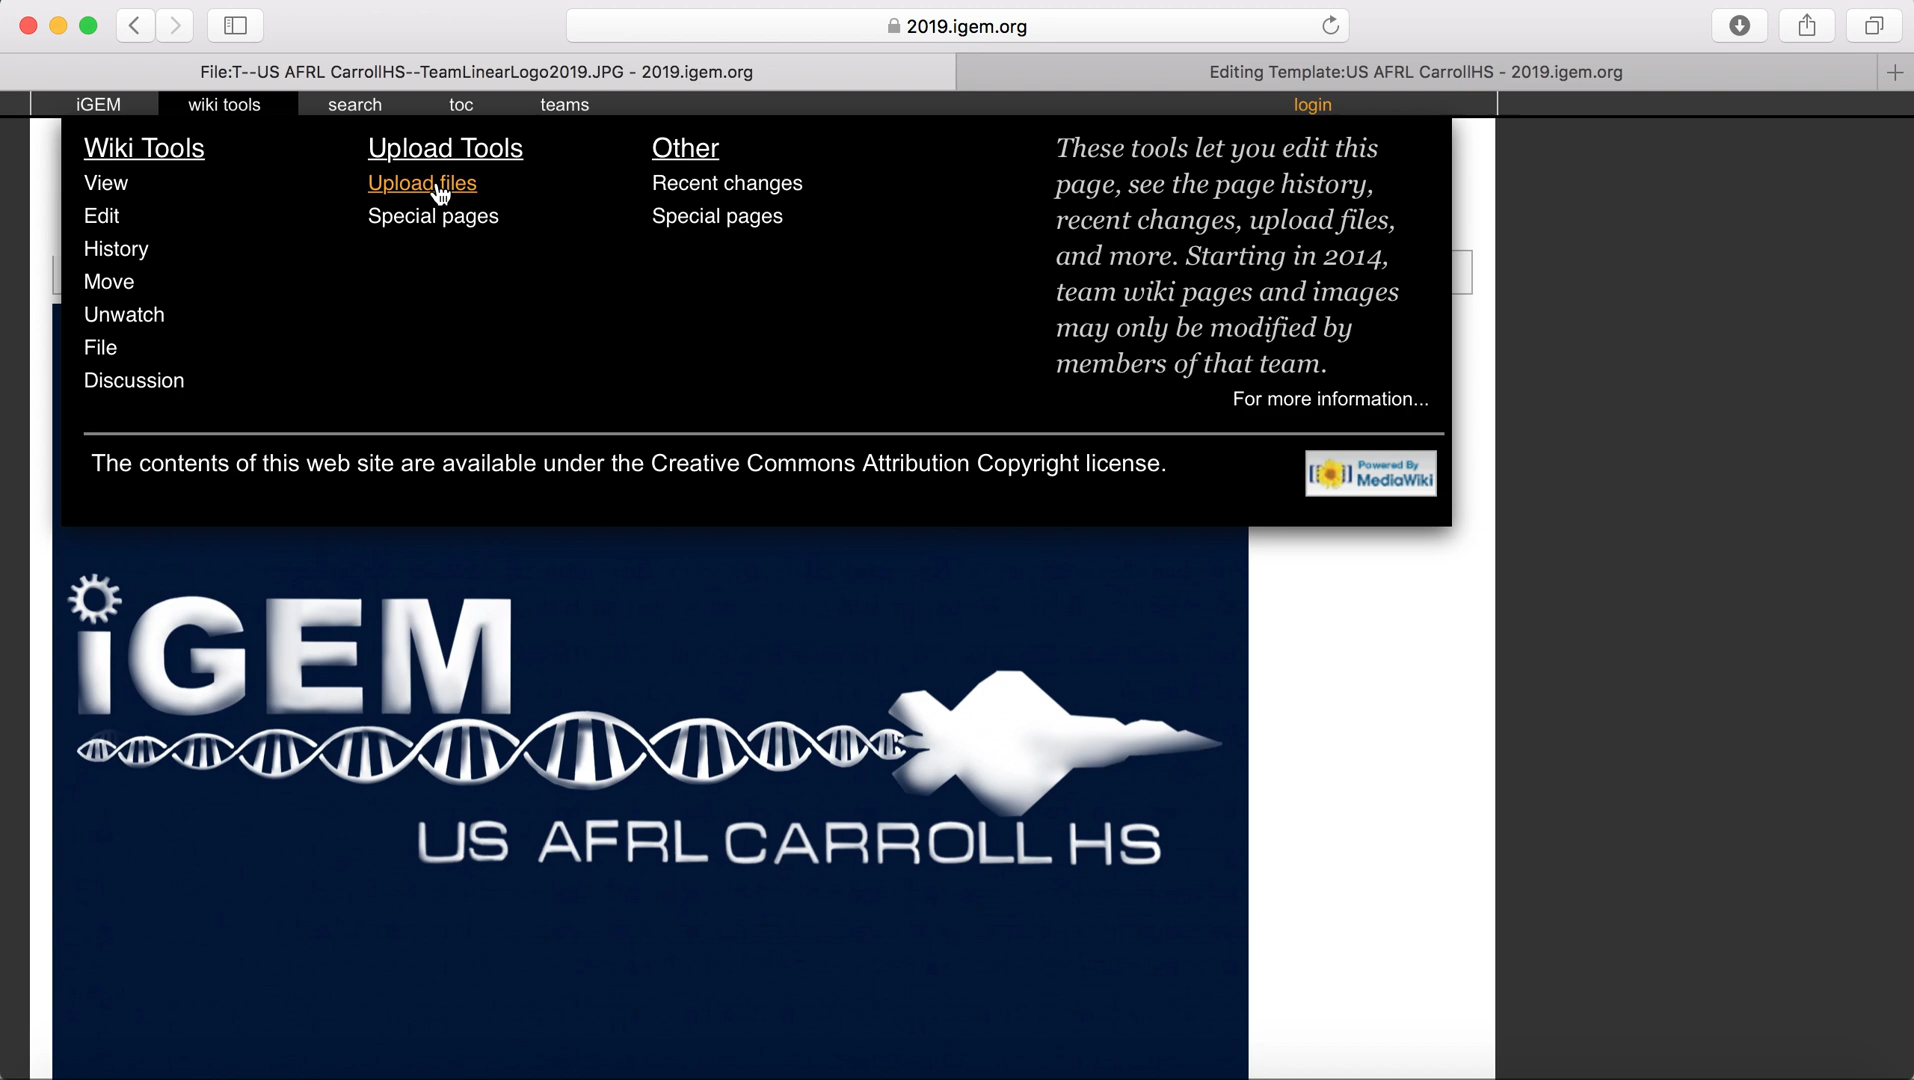 2019.igem.org
File:T--US AFRL CarrollHS--TeamLinearLogo2019.JPG - 2019.igem.org
Editing Template:US AFRL CarrollHS - 2019.igem.org
iGEM
wiki tools
search
toc
teams
login
Wiki Tools
View
Edit
History
Move
Unwatch
File
Discussion
Upload Tools
Upload files
Special pages
Other
Recent changes
Special pages
These tools let you edit this
page, see the page history,
recent changes, upload files,
and more. Starting in 2014,
team wiki pages and images
may only be modified by
members of that team.
For more information...
The contents of this web site are available under the Creative Commons Attribution Copyright license.
Powered By
MediaWiki
iGEM
US AFRL CARROLL HS